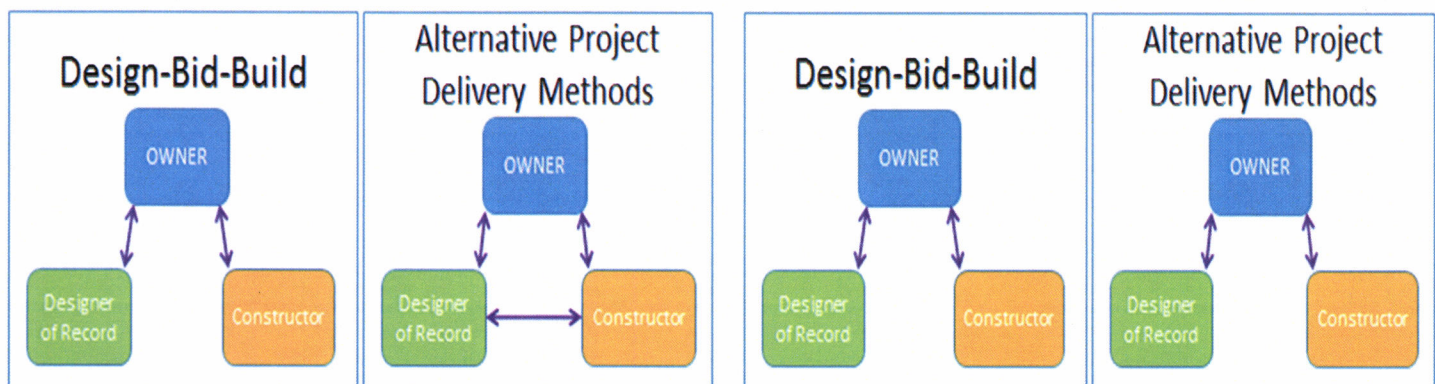 Design-Bid-Build
OWNER
Designer
of Record
Constructor
Alternative Project
Delivery Methods
OWNER
Designer
of Record
Constructor
Design-Bid-Build
OWNER
Designer
of Record
Constructor
Alternative Project
Delivery Methods
OWNER
Designer
of Record
Constructor